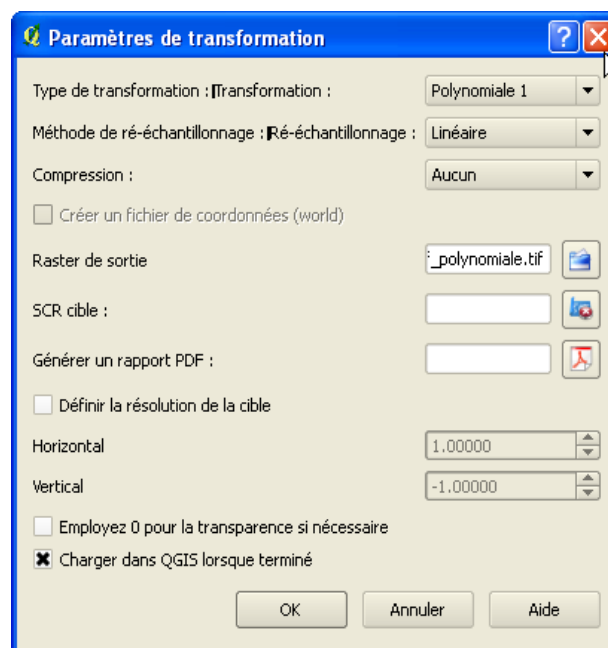 Paramètres de transformation
Type de transformation : Transformation : Polynomiale 1
Méthode de ré-échantillonnage : Ré-échantillonnage : Linéaire
Compression : Aucun
Créer un fichier de coordonnées (world)
Raster de sortie _polynomiale.tif
SCR cible :
Générer un rapport PDF :
Définir la résolution de la cible
Horizontal 1.00000
Vertical -1.00000
Employez 0 pour la transparence si nécessaire
Charger dans QGIS lorsque terminé
OK Annuler Aide